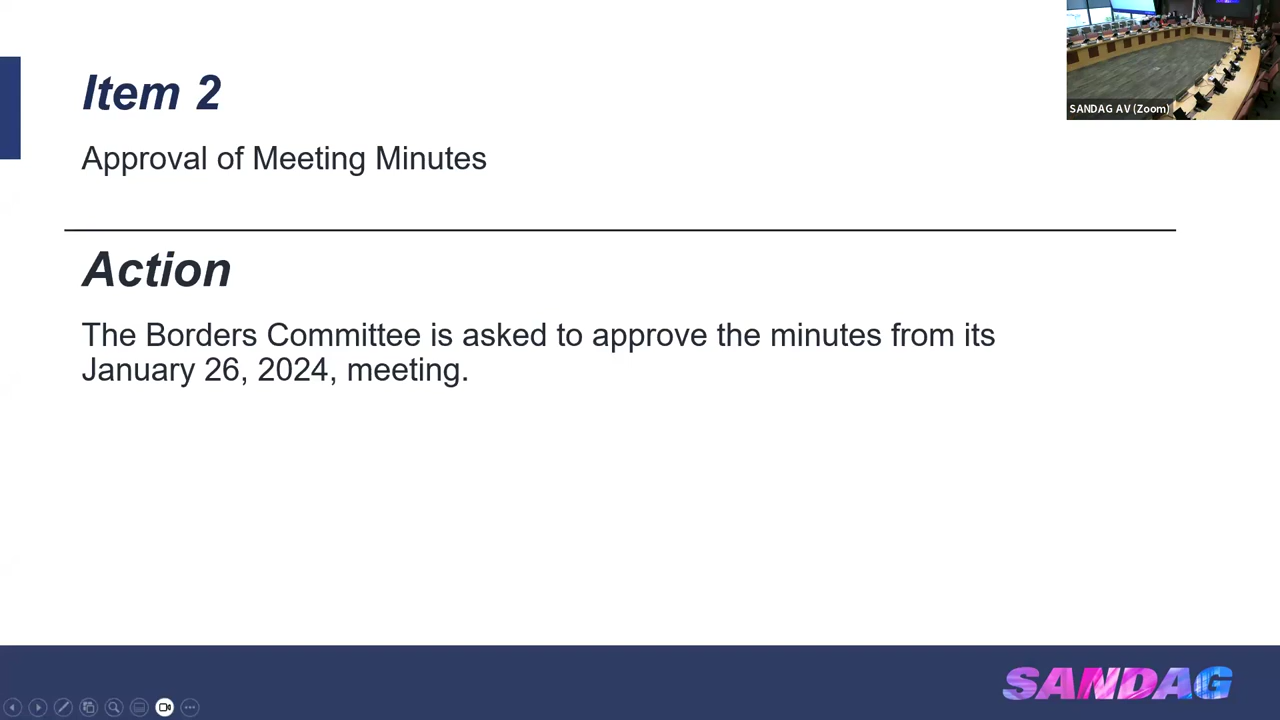 Item 2
Approval of Meeting Minutes
Action
The Borders Committee is asked to approve the minutes from its
January 26, 2024, meeting.
SANDAG AV (Zoom)
SANDAG